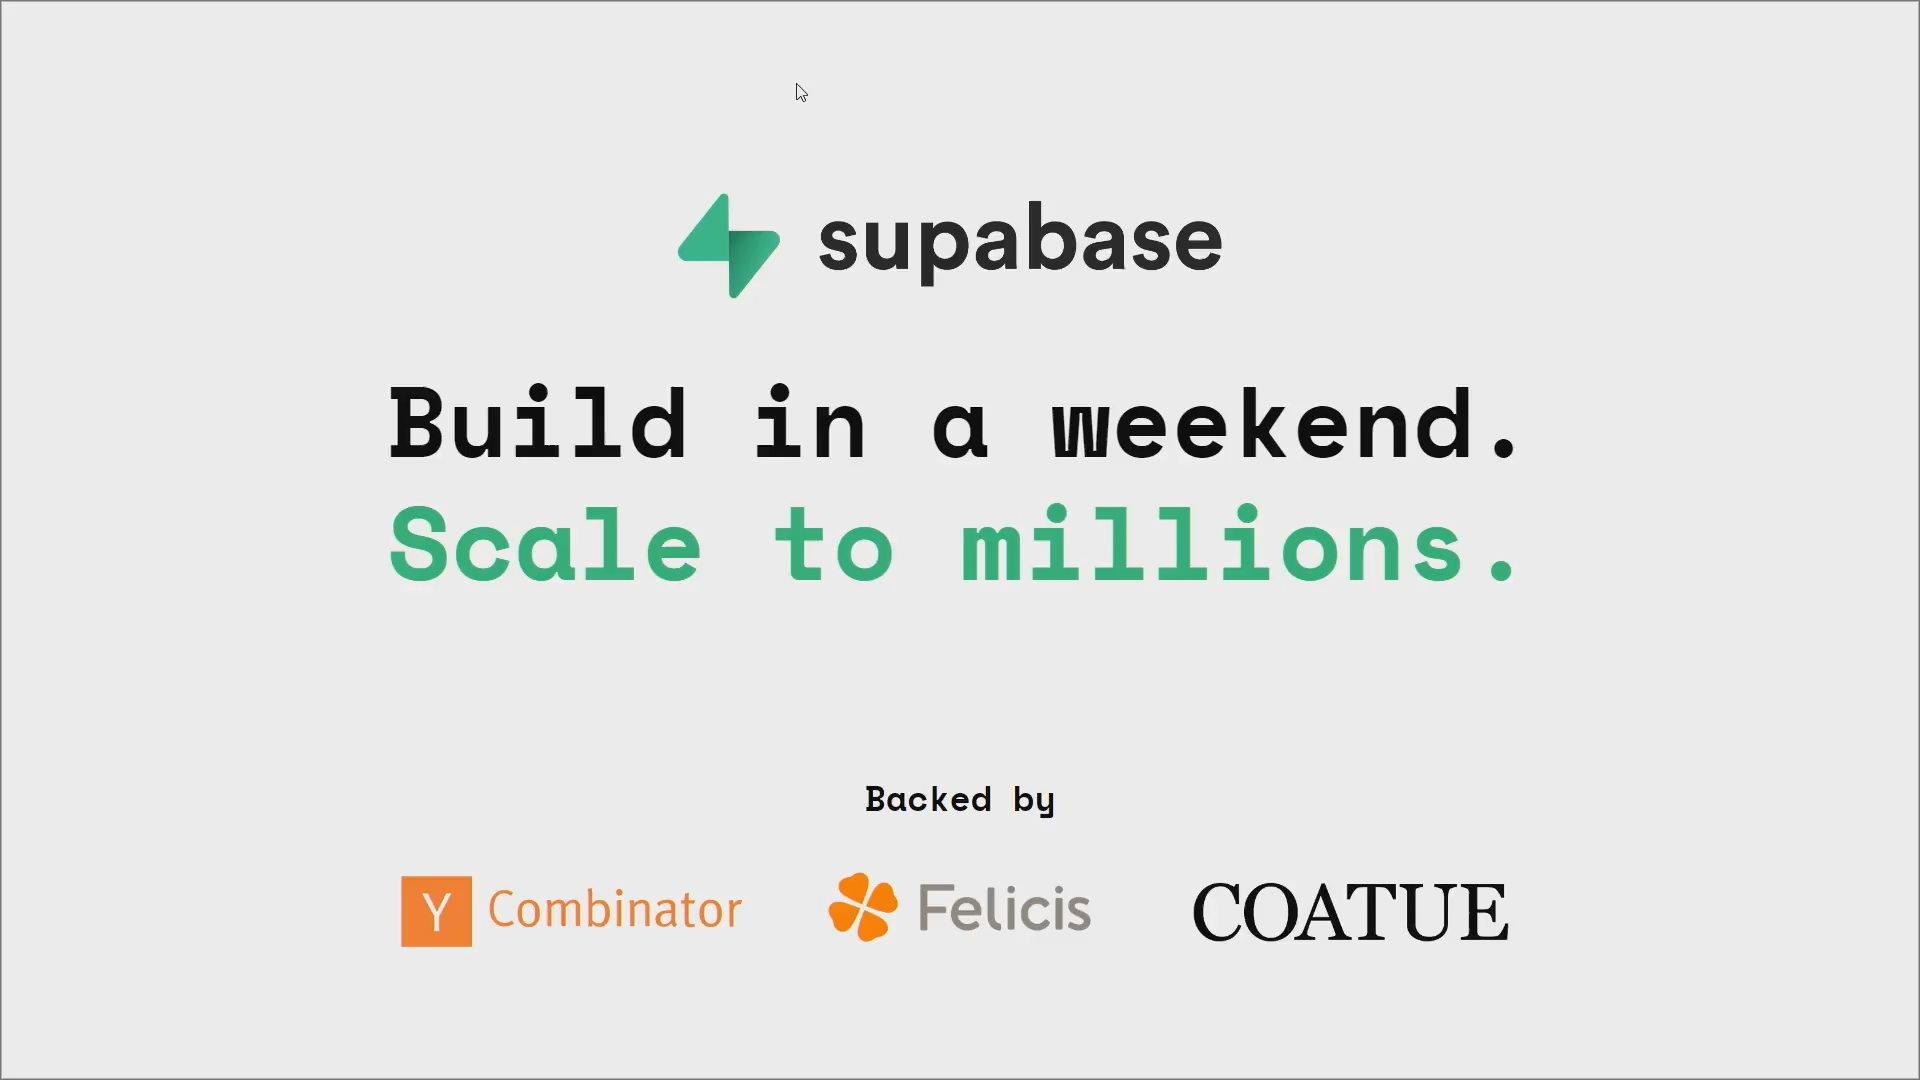 supabase
Build in a weekend.
Scale to millions.
Backed by
Y Combinator
Felicis
COATUE